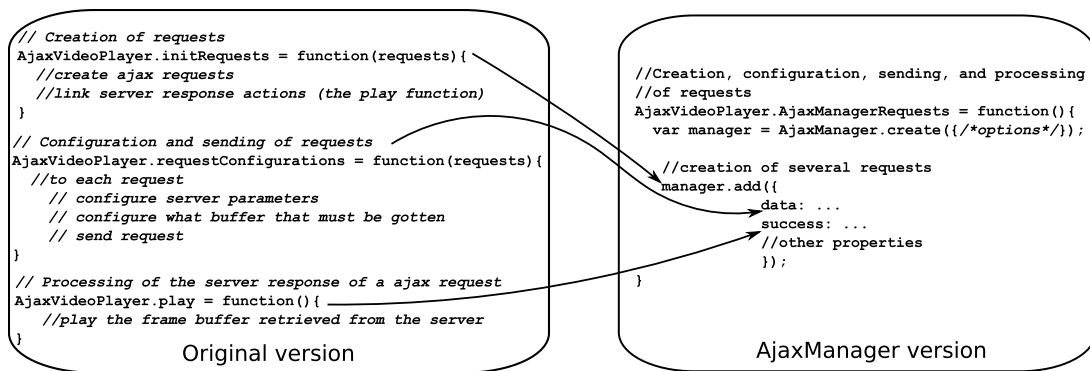 // Creation of requests
AjaxVideoPlayer.initRequests = function(requests){
//create ajax requests
//link server response actions (the play function)
}
// Configuration and sending of requests
AjaxVideoPlayer.requestConfigurations = function(requests){
//to each request
// configure server parameters
// configure what buffer that must be gotten
// send request
}
// Processing of the server response of a ajax request
AjaxVideoPlayer.play = function(){
//play the frame buffer retrieved from the server
}
Original version
//Creation, configuration, sending, and processing
//of requests
AjaxVideoPlayer.AjaxManagerRequests = function(){
var manager = AjaxManager.create({/*options*/});
//creation of several requests
manager.add({
data: ...
success: ...
//other properties
});
}
AjaxManager version